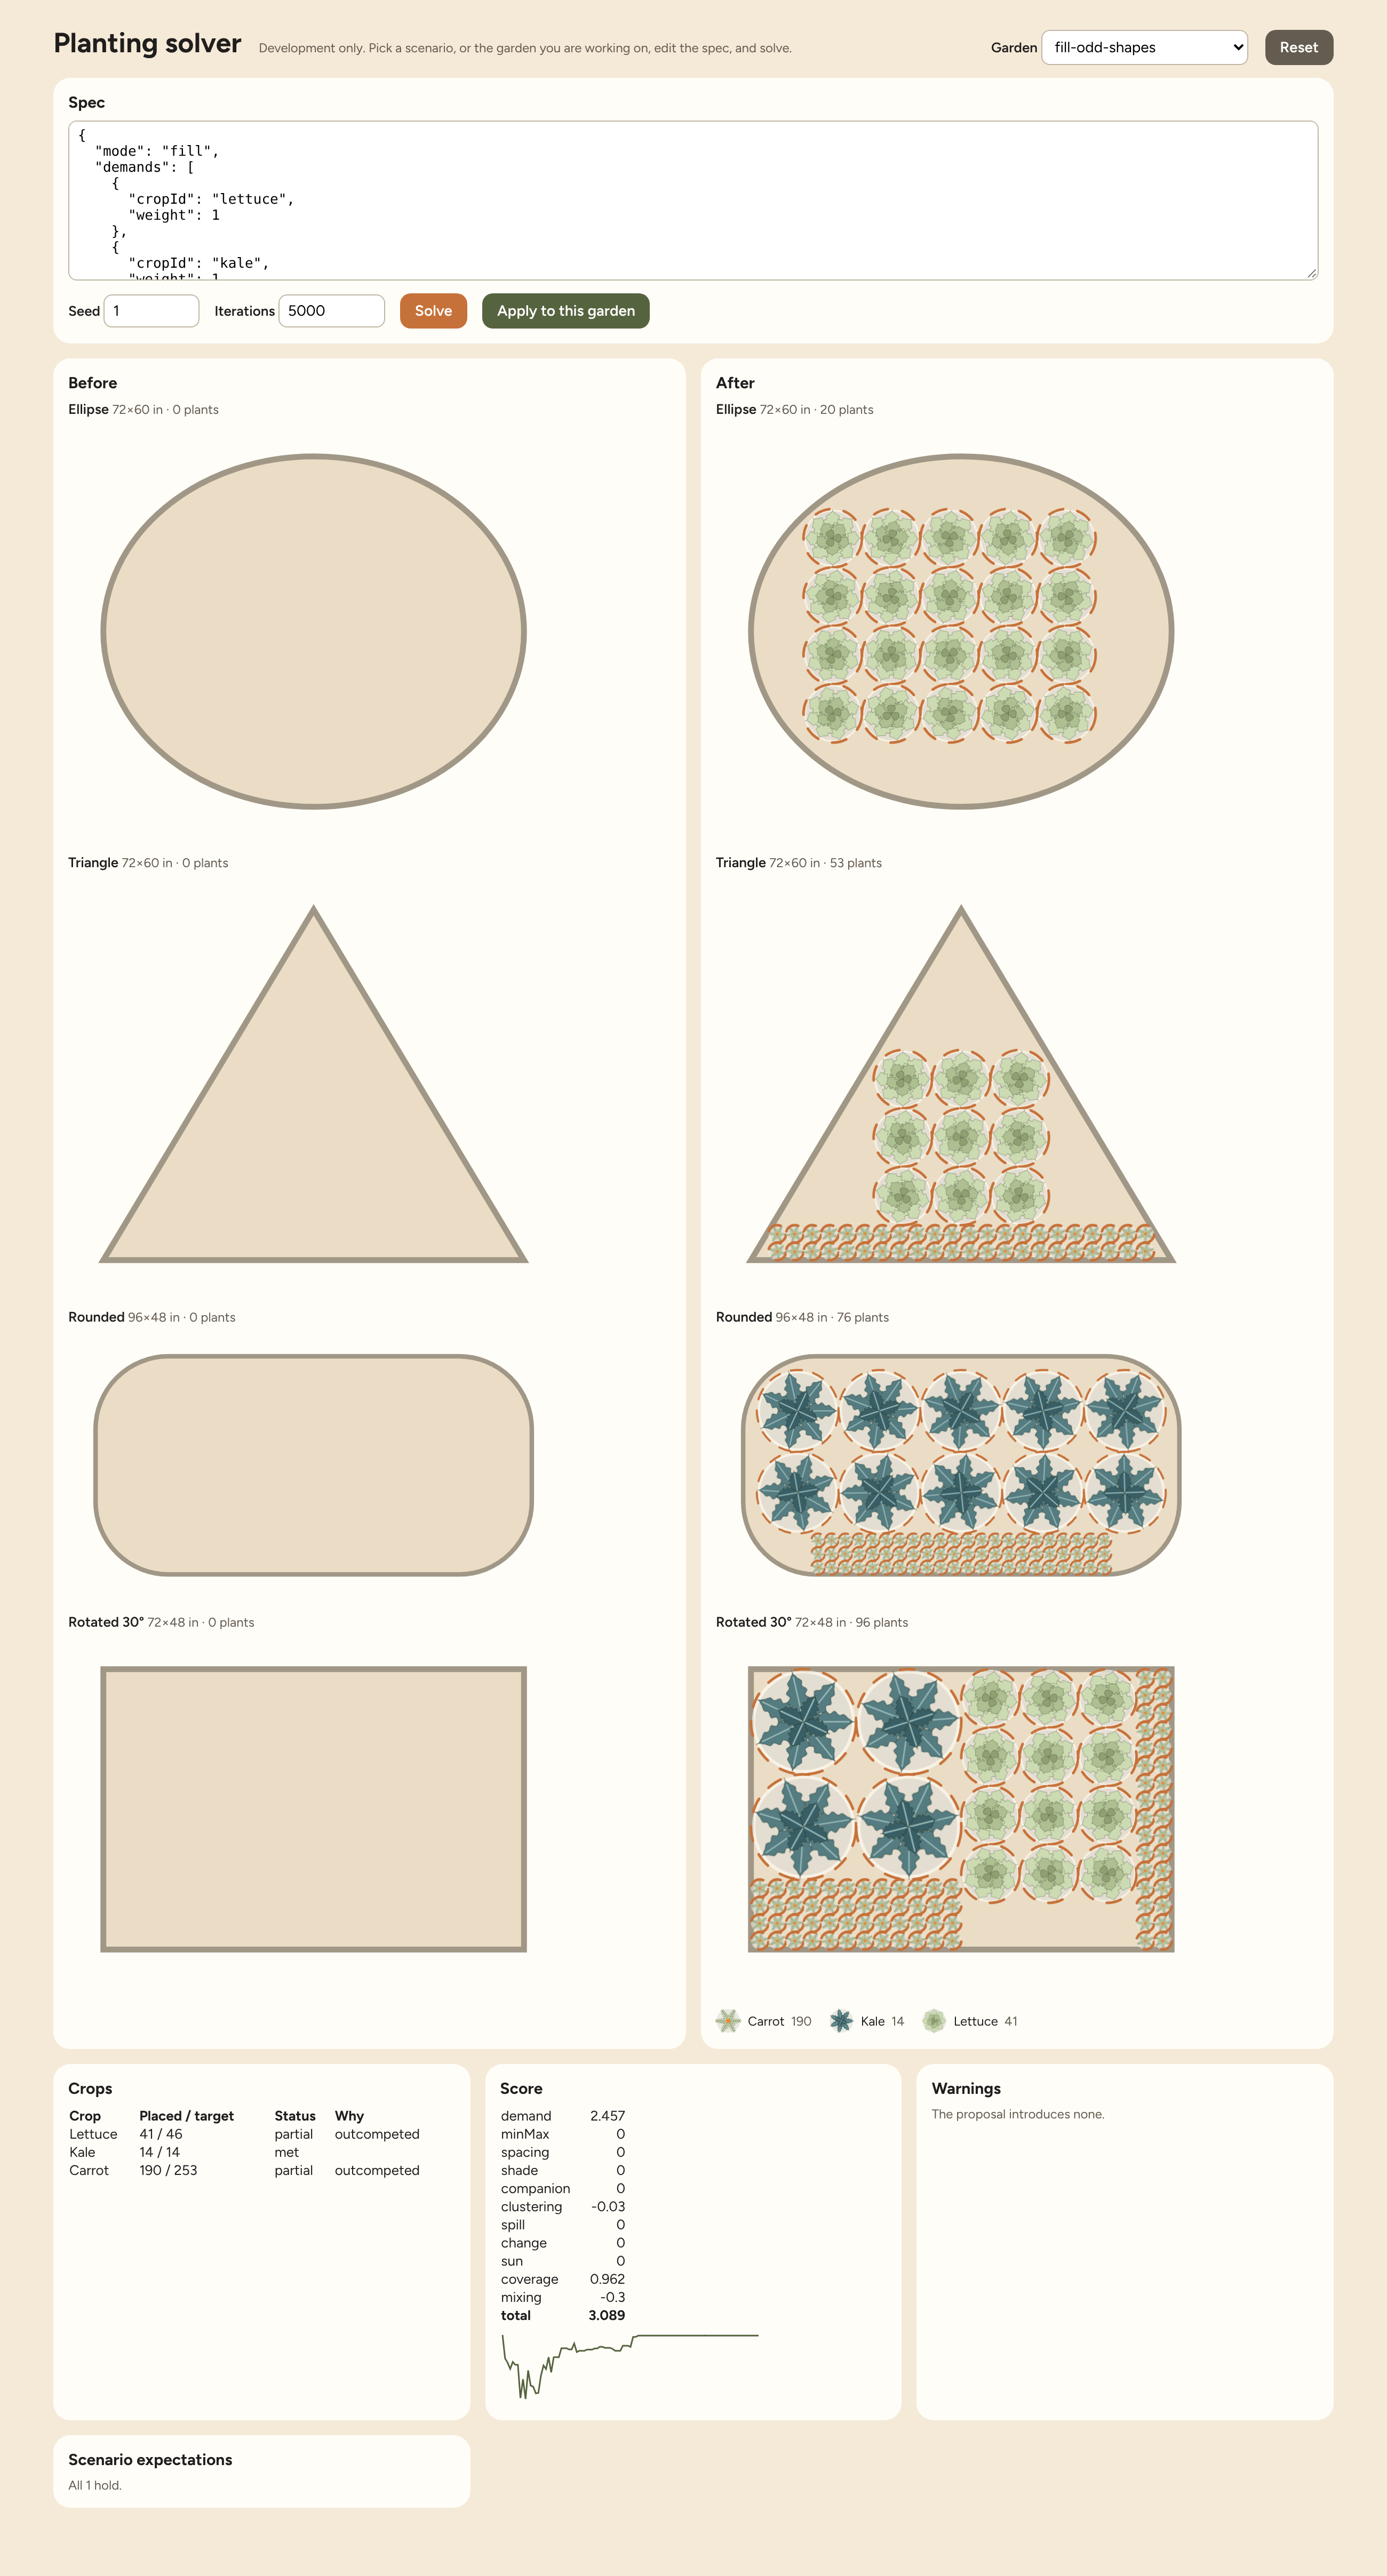 Planting solver Development only. Pick a scenario, or the garden you are working on, edit the spec, and solve. Garden fill-odd-shapes Reset
Spec
{
"mode": "fill",
"demands": [
{
"cropId": "lettuce",
"weight": 1
},
{
"cropId": "kale",
"weight": 1
Seed 1 Iterations 5000 Solve Apply to this garden
Before
Ellipse 72×60 in · 0 plants
Triangle 72×60 in · 0 plants
Rounded 96×48 in · 0 plants
Rotated 30° 72×48 in · 0 plants
After
Ellipse 72×60 in · 20 plants
Triangle 72×60 in · 53 plants
Rounded 96×48 in · 76 plants
Rotated 30° 72×48 in · 96 plants
Carrot 190 Kale 14 Lettuce 41
Crops
Crop Placed / target Status Why
Lettuce 41 / 46 partial outcompeted
Kale 14 / 14 met
Carrot 190 / 253 partial outcompeted
Score
demand 2.457
minMax 0
spacing 0
shade 0
companion 0
clustering -0.03
spill 0
change 0
sun 0
coverage 0.962
mixing -0.3
total 3.089
Warnings
The proposal introduces none.
Scenario expectations
All 1 hold.